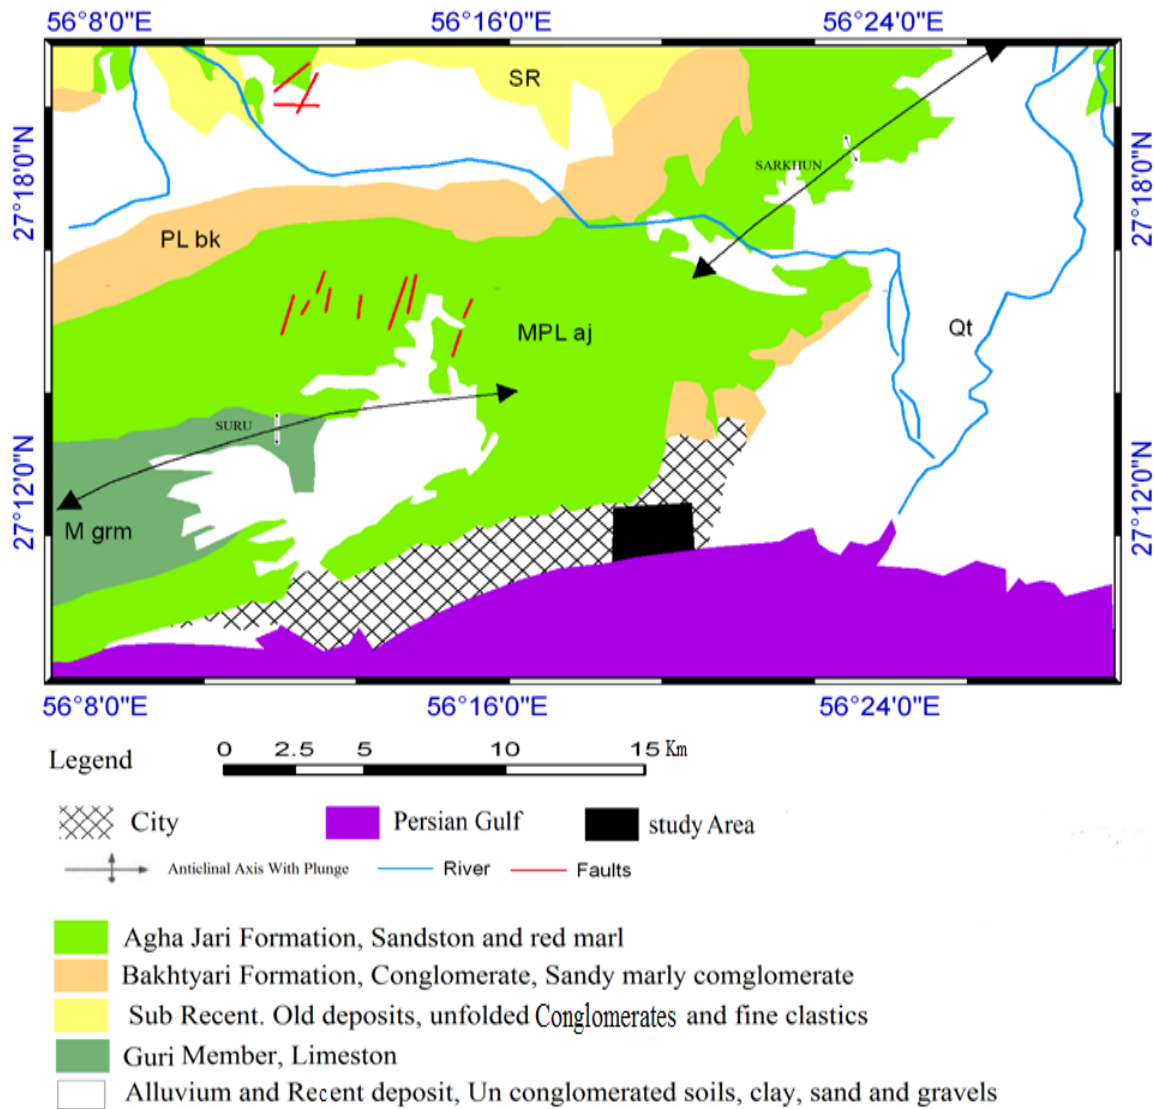 56°8'0"E 56°16'0"E 56°24'0"E
SR
27°18'0"N
SARKHUN
27°18'0"N
PL bk
MPL aj
Qt
SURU
27°12'0"N
M grm
27°12'0"N
56°8'0"E 56°16'0"E 56°24'0"E
0 2.5 5 10 15 Km
Legend
City Persian Gulf study Area
Anticlinal Axis With Plunge River Faults
Agha Jari Formation, Sandston and red marl
Bakhtyari Formation, Conglomerate, Sandy marly comglomerate
Sub Recent. Old deposits, unfolded Conglomerates and fine clastics
Guri Member, Limeston
Alluvium and Recent deposit, Un conglomerated soils, clay, sand and gravels